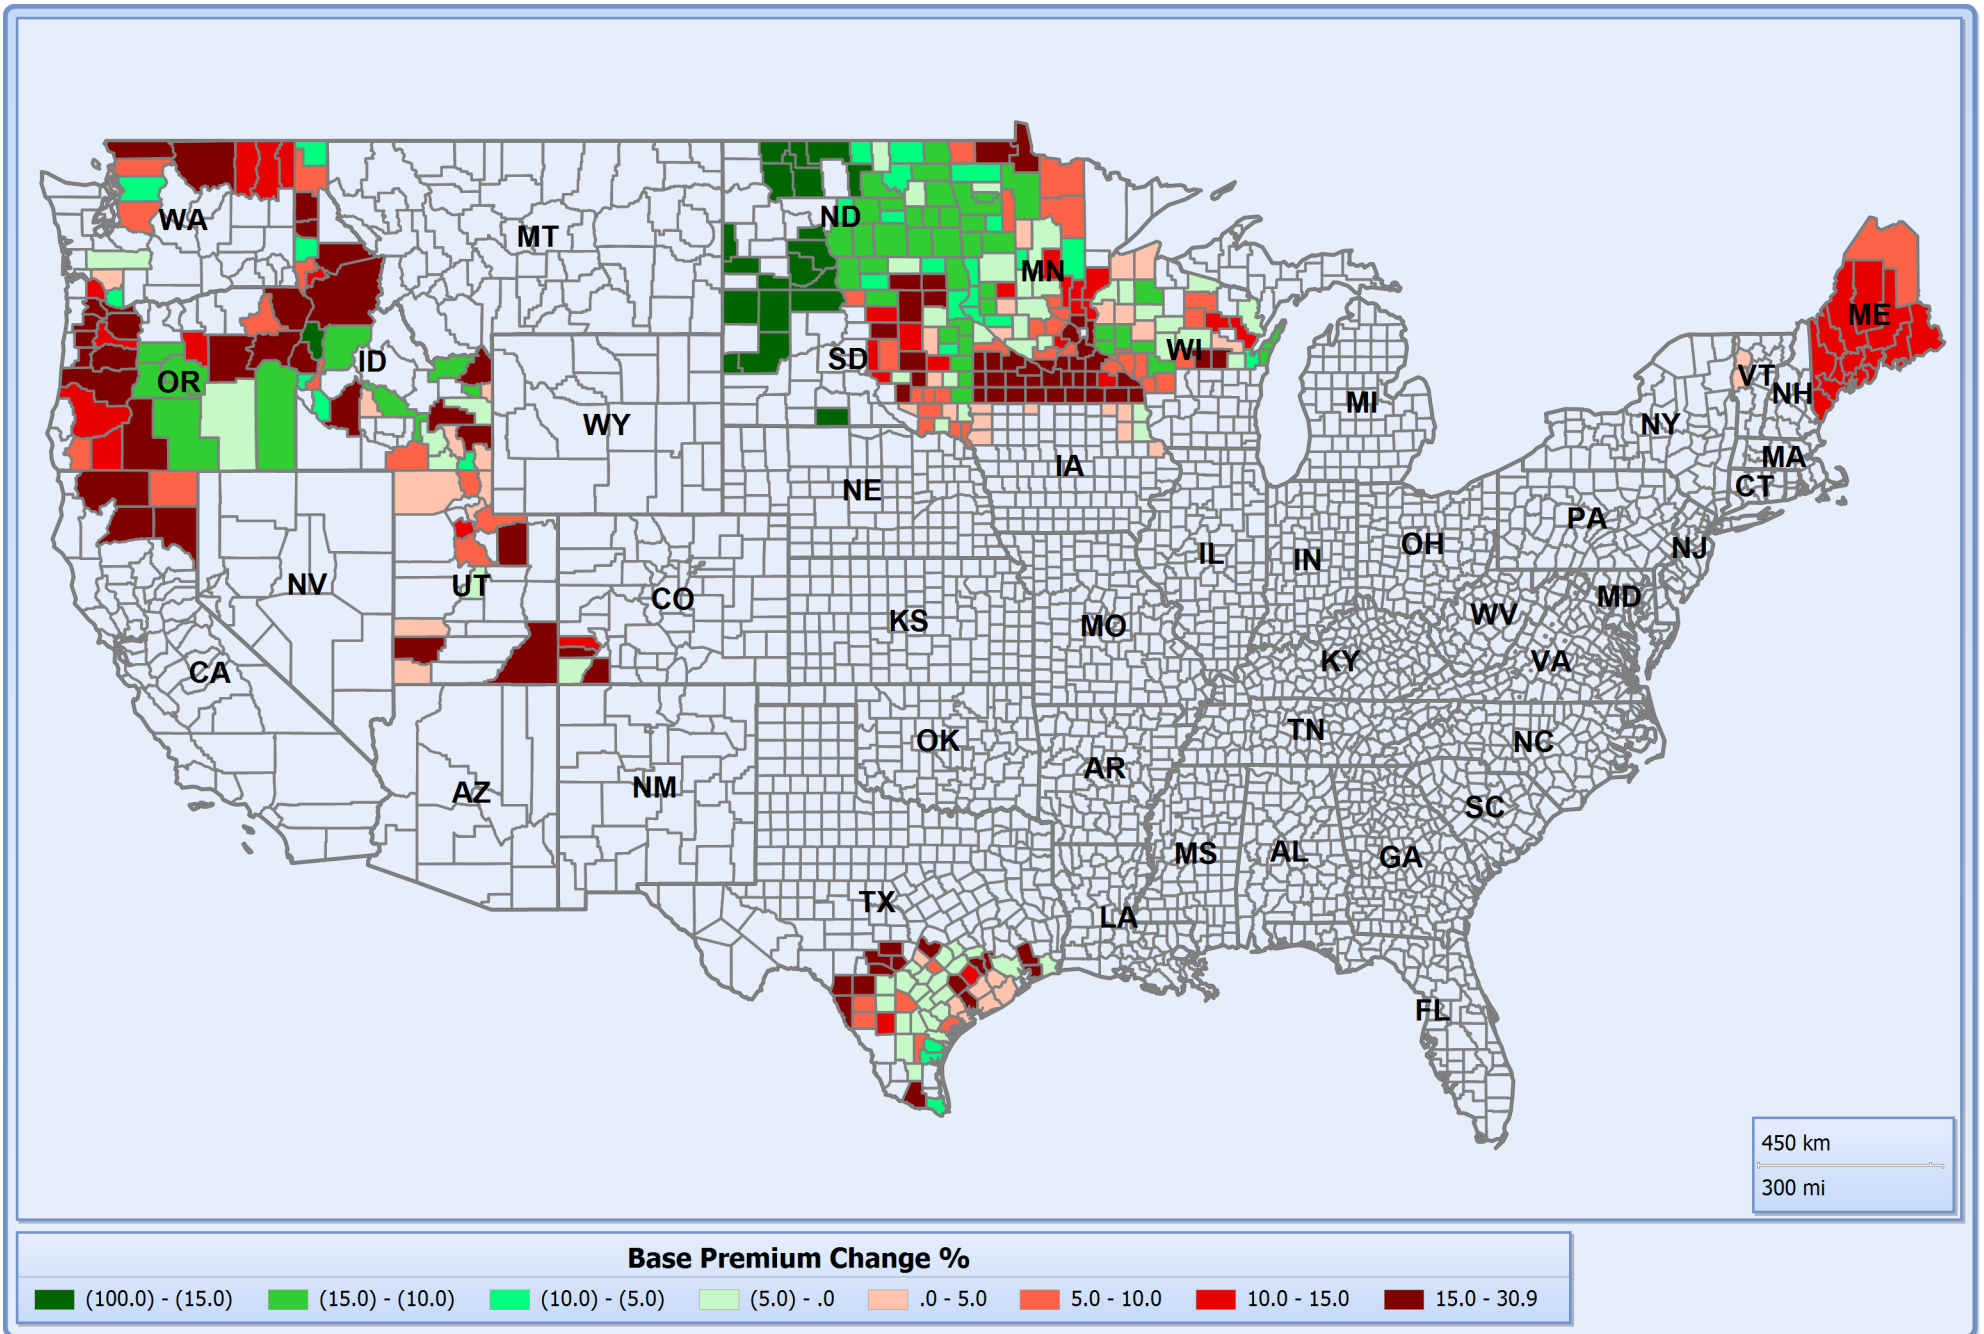 WA
MT
ND
MN
ME
OR
ID
SD
WI
VT
NH
WY
MI
NY
IA
MA
NE
CT
PA
NV
UT
CO
IL
IN
OH
NJ
KS
MO
WV
MD
CA
KY
VA
OK
TN
NC
AZ
NM
AR
SC
MS
AL
GA
TX
LA
FL
450 km
300 mi
Base Premium Change %
(100.0) - (15.0) (15.0) - (10.0) (10.0) - (5.0) (5.0) - .0 .0 - 5.0 5.0 - 10.0 10.0 - 15.0 15.0 - 30.9